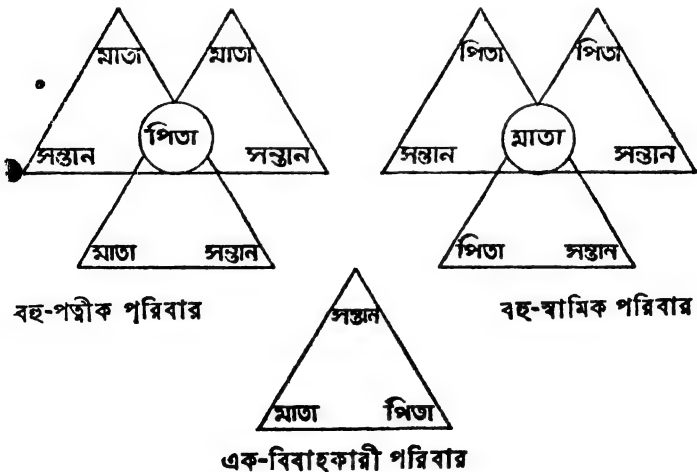 মাতা মাতা
পিতা
সন্তান সন্তান
মাতা সন্তান
বহু-পত্নীক পরিবার
পিতা পিতা
মাতা
সন্তান সন্তান
পিতা সন্তান
বহু-স্বামিক পরিবার
সন্তান
মাতা পিতা
এক-বিবাহকারী পরিবার